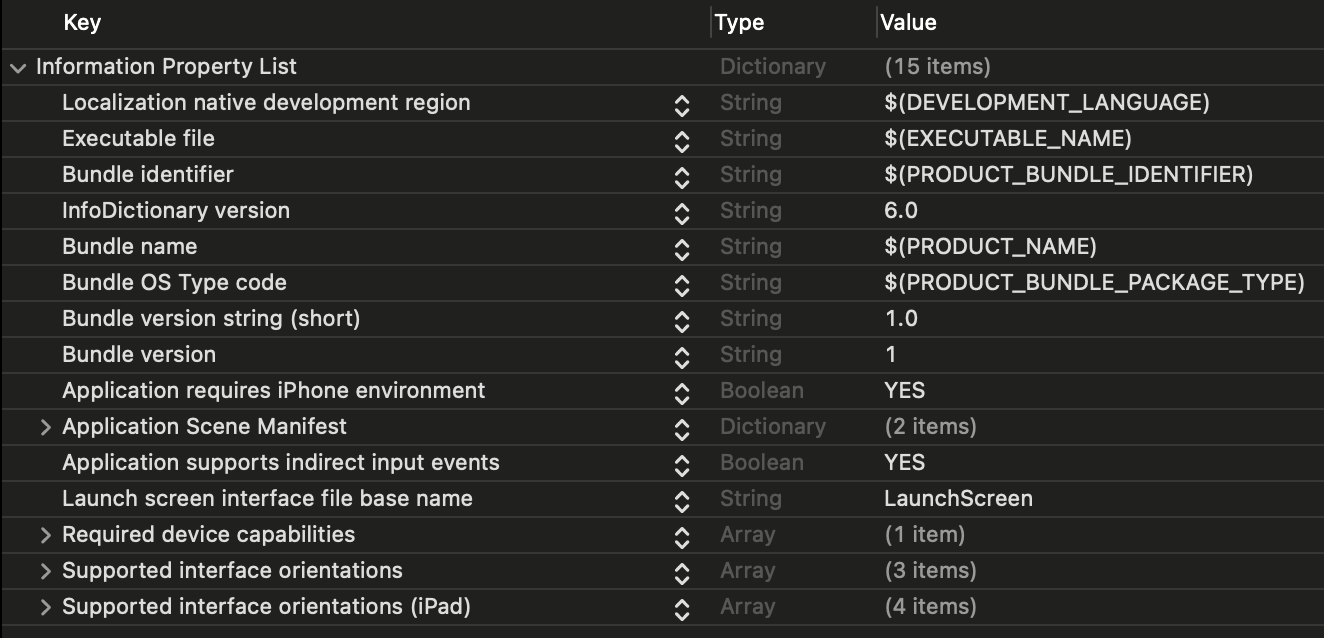 Key Type Value
Information Property List Dictionary (15 items)
Localization native development region String $(DEVELOPMENT_LANGUAGE)
Executable file String $(EXECUTABLE_NAME)
Bundle identifier String $(PRODUCT_BUNDLE_IDENTIFIER)
InfoDictionary version String 6.0
Bundle name String $(PRODUCT_NAME)
Bundle OS Type code String $(PRODUCT_BUNDLE_PACKAGE_TYPE)
Bundle version string (short) String 1.0
Bundle version String 1
Application requires iPhone environment Boolean YES
Application Scene Manifest Dictionary (2 items)
Application supports indirect input events Boolean YES
Launch screen interface file base name String LaunchScreen
Required device capabilities Array (1 item)
Supported interface orientations Array (3 items)
Supported interface orientations (iPad) Array (4 items)